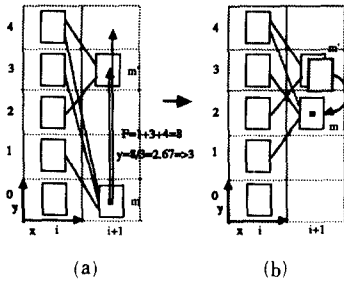 4
3
2
1
0
y
x
i
i+1
m'
F=1+3+4=8
y=8/3=2.67=>3
m
(a)
4
3
2
1
0
y
x
i
i+1
m'
m
(b)